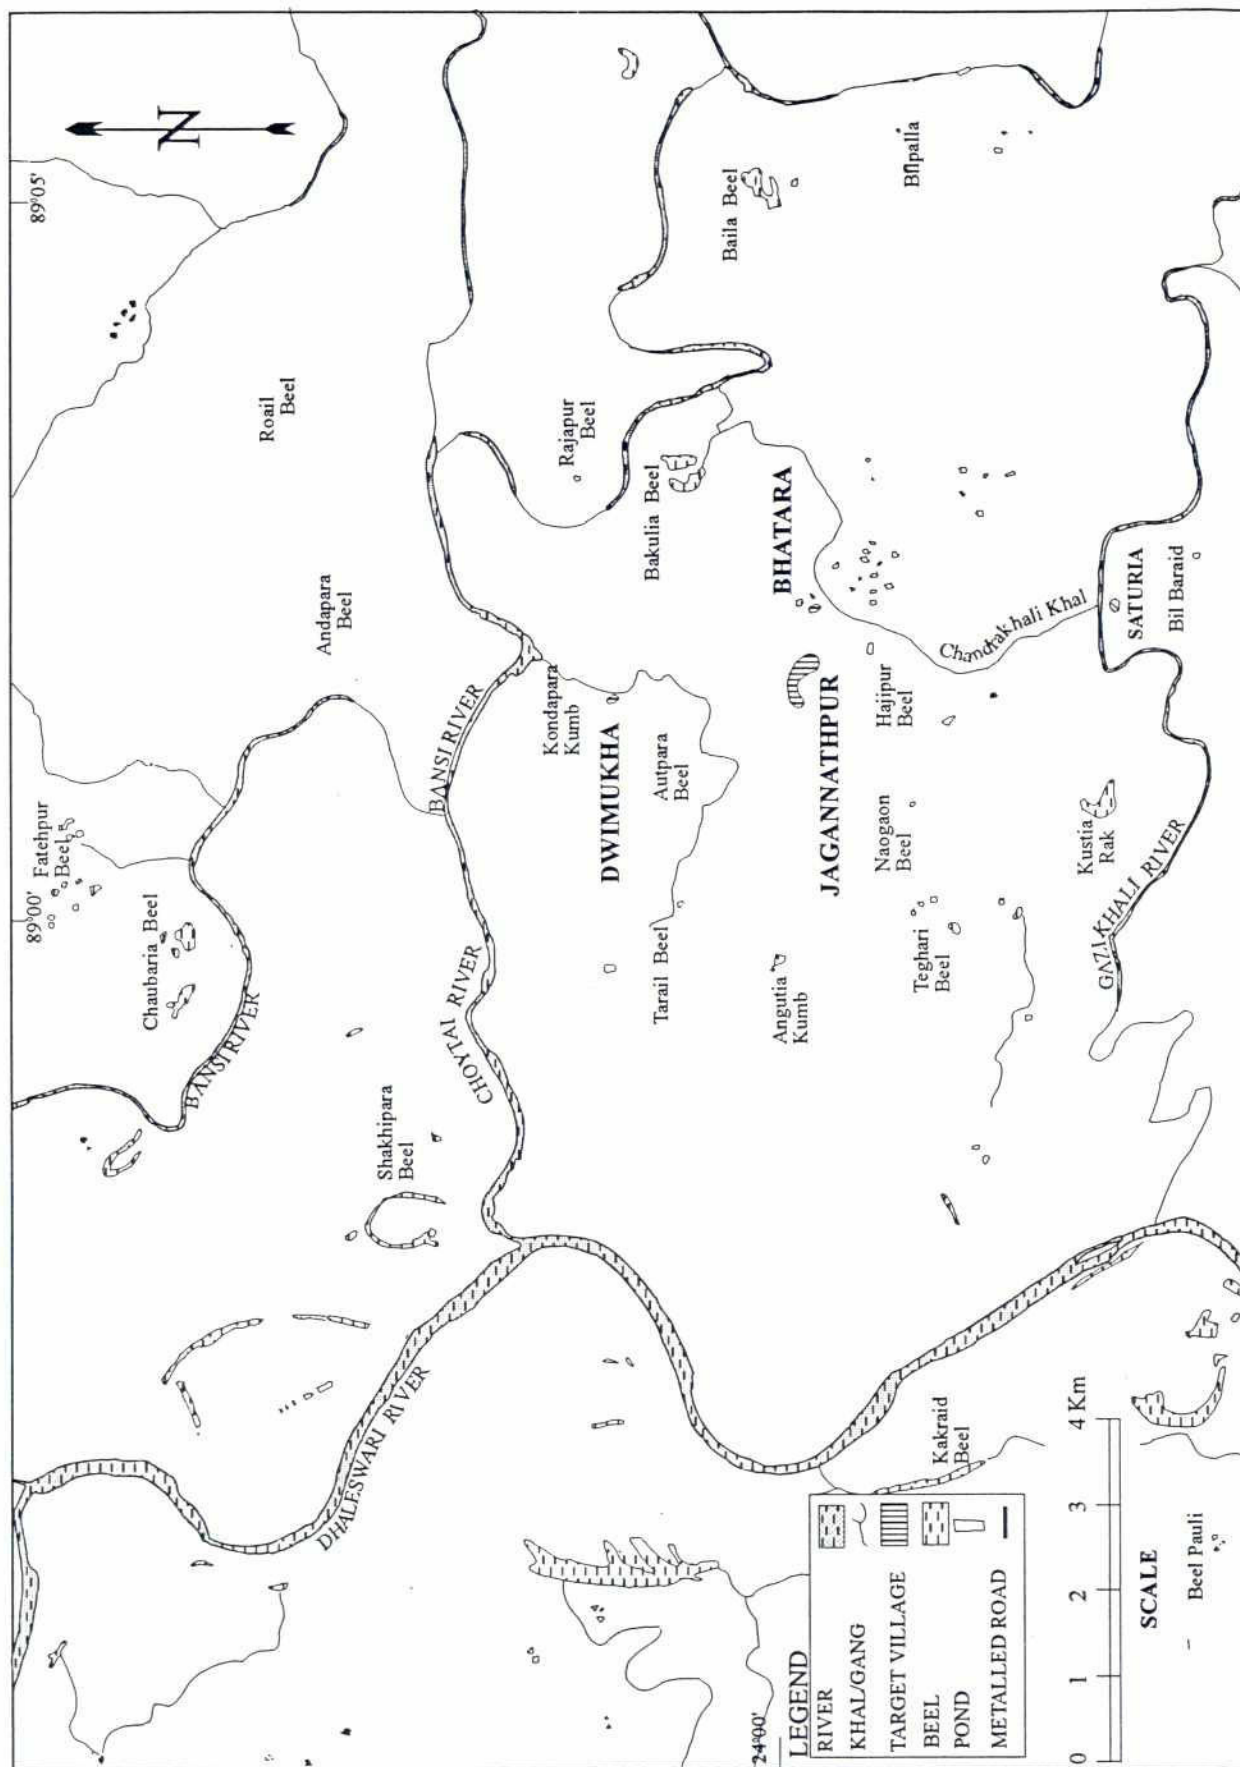 89°00'
89°05'
N
Fatehpur
Beel
Chaubaria Beel
BANSI RIVER
Roail
Beel
Andapara
Beel
Shakhipara
Beel
DHALESWARI RIVER
CHOYTAI RIVER
BANSI RIVER
Kondapara
Kumb
Rajapur
Beel
DWIMUKHA
Tarail Beel
Autpara
Beel
Bakulia Beel
Baila Beel
24°00'
Angutia
Kumb
JAGANNATHPUR
BHATARA
Naogaon
Beel
Hajipur
Beel
Teghari
Beel
Chandrakhali Khal
Kakraid
Beel
Kustia
Rak
GAZIKHALI RIVER
SATURIA
Bil Baraid
LEGEND
RIVER
KHAL/GANG
TARGET VILLAGE
BEEL
POND
METALLED ROAD
0 1 2 3 4 Km
SCALE
Beel Pauli